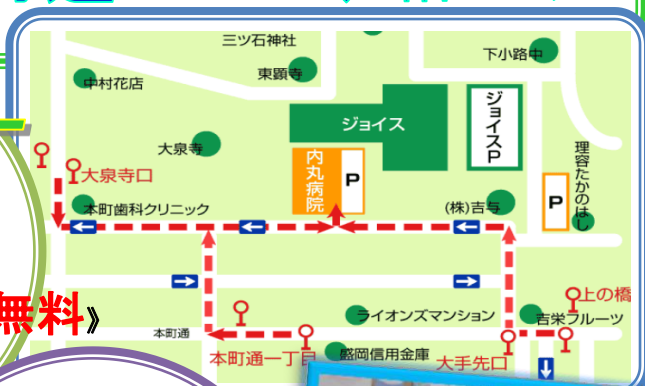 三ツ石神社
下小路中
東顕寺
中村花店
ジョイス
ジョイスP
大泉寺
内丸病院
P
理容たかのはし
大泉寺口
本町歯科クリニック
(株)吉与
P
上の橋
無料》
ライオンズマンション
吉栄フルーツ
本町通
本町通一丁目
盛岡信用金庫
大手先口